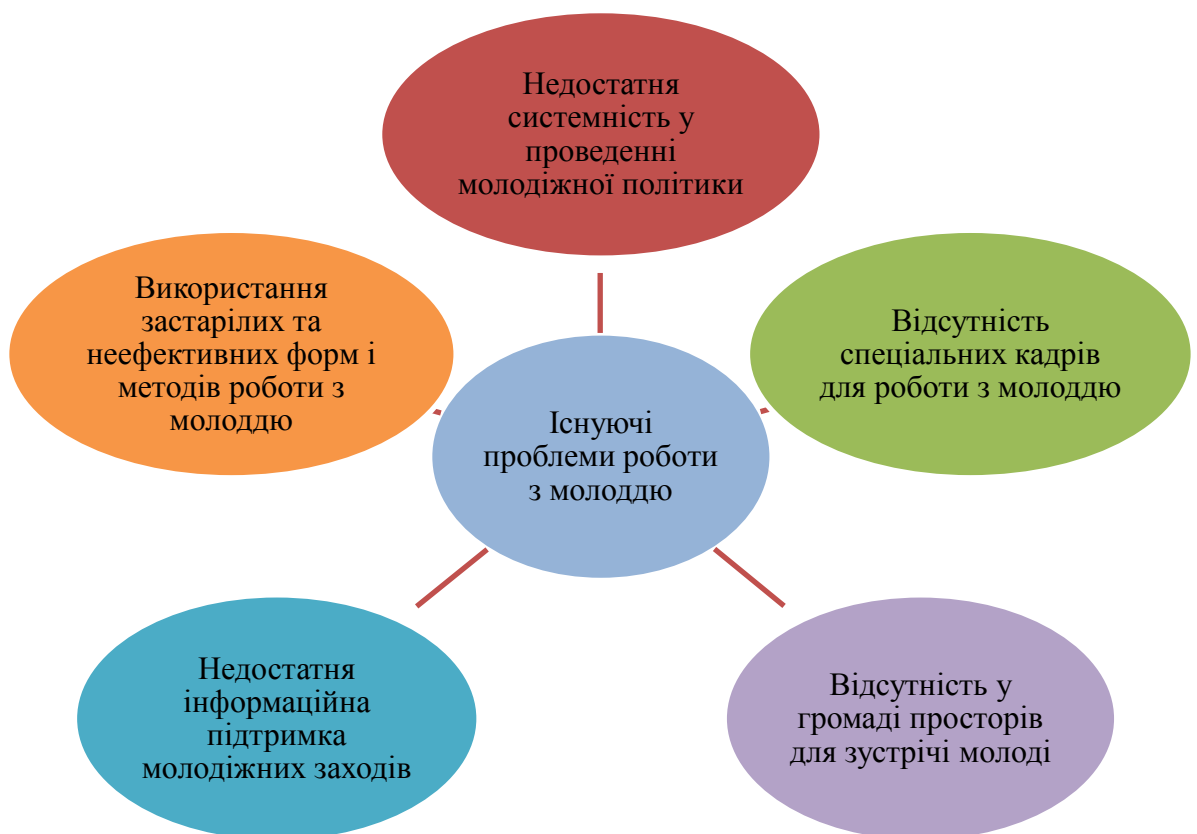 Недостатня
системність у
проведенні
молодіжної політики
Використання
застарілих та
неефективних форм і
методів роботи з
молоддю
Відсутність
спеціальних кадрів
для роботи з молоддю
Існуючі
проблеми роботи
з молоддю
Недостатня
інформаційна
підтримка
молодіжних заходів
Відсутність у
громаді просторів
для зустрічі молоді